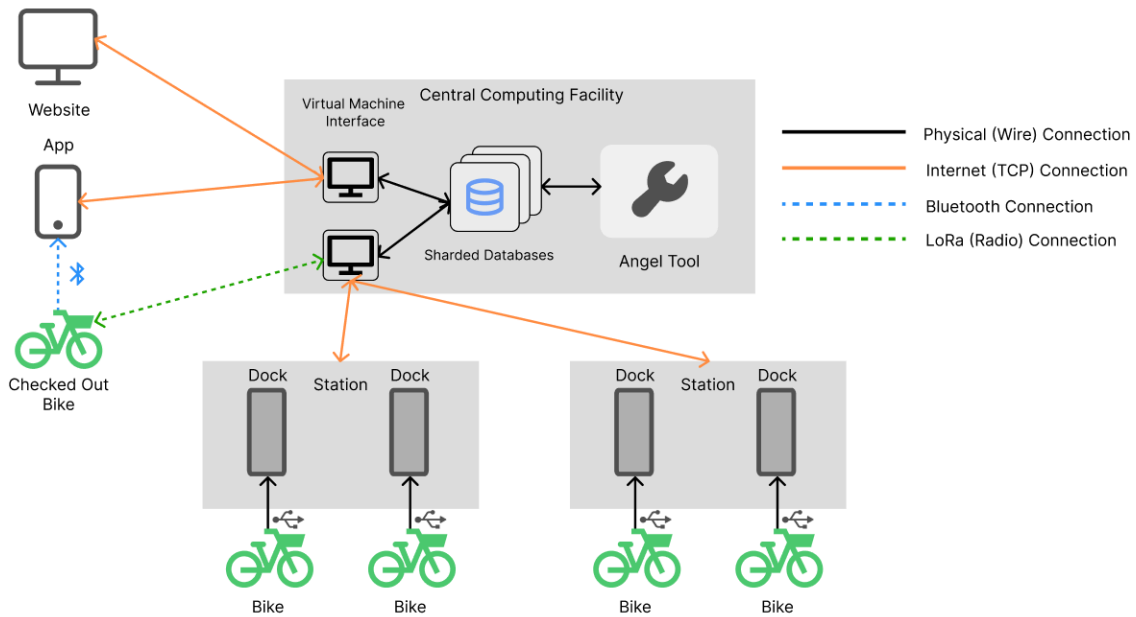 Website
App
Checked Out
Bike
Central Computing Facility
Virtual Machine
Interface
Sharded Databases
Angel Tool
Physical (Wire) Connection
Internet (TCP) Connection
Bluetooth Connection
LoRa (Radio) Connection
Dock
Station
Dock
Dock
Station
Dock
Bike
Bike
Bike
Bike